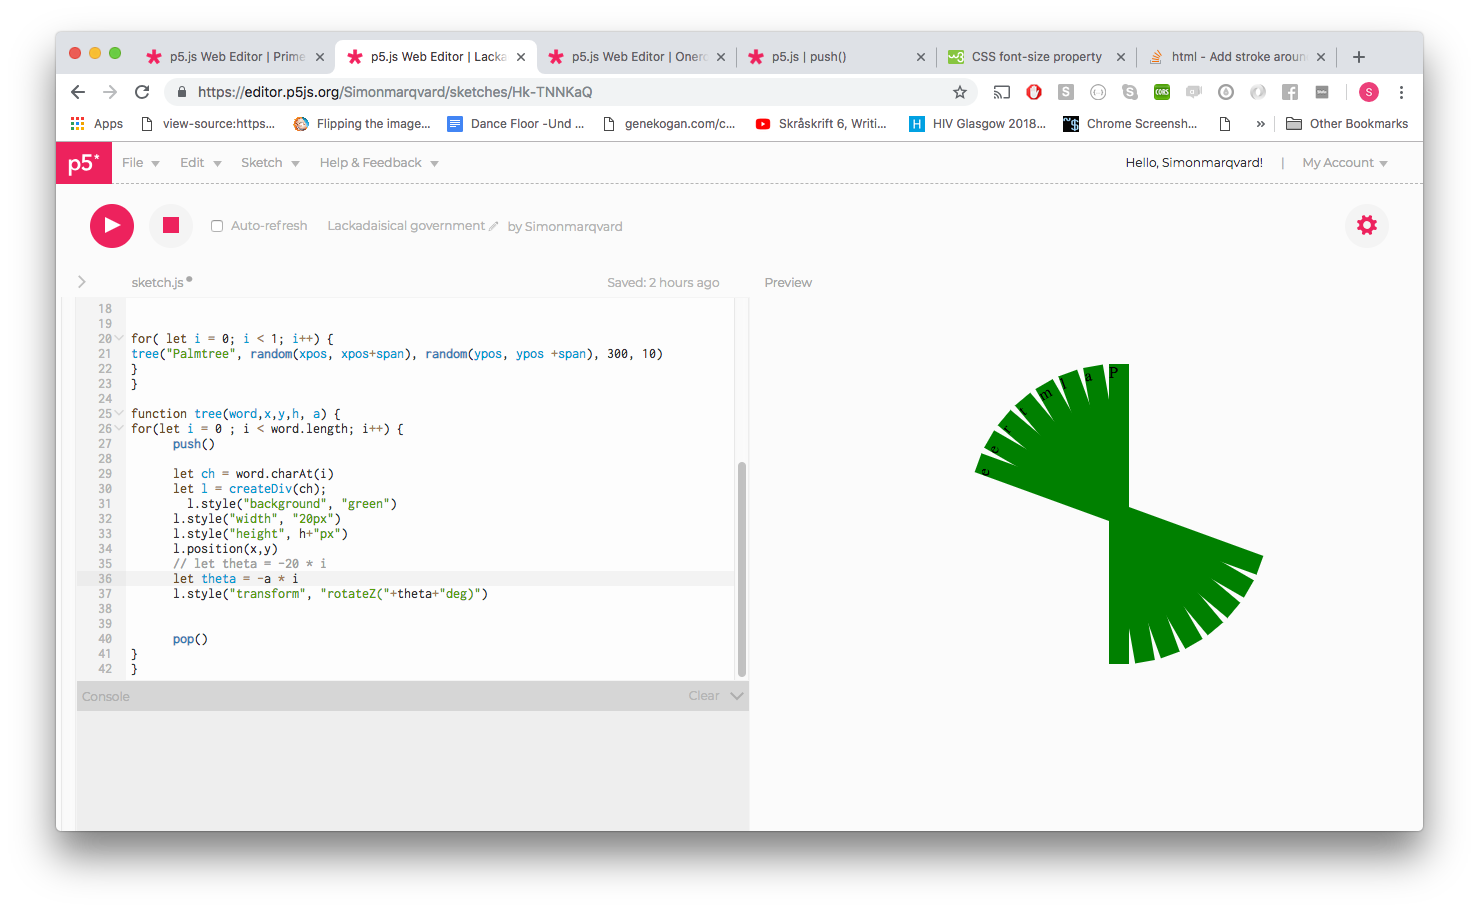 p5.js Web Editor | Prime
p5.js Web Editor | Lacka
p5.js Web Editor | Onero
p5.js | push()
CSS font-size property
html - Add stroke aroun
https://editor.p5js.org/Simonmarqvard/sketches/Hk-TNNKaQ
S
Apps
view-source:https...
Flipping the image...
Dance Floor -Und ...
genekogan.com/c...
Skråskrift 6, Writi...
HIV Glasgow 2018...
Chrome Screensh...
»
Other Bookmarks
p5*
File
Edit
Sketch
Help & Feedback
Hello, Simonmarqvard!
|
My Account
Auto-refresh
Lackadaisical government
by Simonmarqvard
sketch.js
Saved: 2 hours ago
Preview
18
19
20 for( let i = 0; i < 1; i++) {
21 tree("Palmtree", random(xpos, xpos+span), random(ypos, ypos +span), 300, 10)
22 }
23 }
24
25 function tree(word,x,y,h, a) {
26 for(let i = 0 ; i < word.length; i++) {
27 push()
28
29 let ch = word.charAt(i)
30 let l = createDiv(ch);
31 l.style("background", "green")
32 l.style("width", "20px")
33 l.style("height", h+"px")
34 l.position(x,y)
35 // let theta = -20 * i
36 let theta = -a * i
37 l.style("transform", "rotateZ("+theta+"deg)")
38
39
40 pop()
41 }
42 }
Console
Clear
P
a
l
m
t
r
e
e